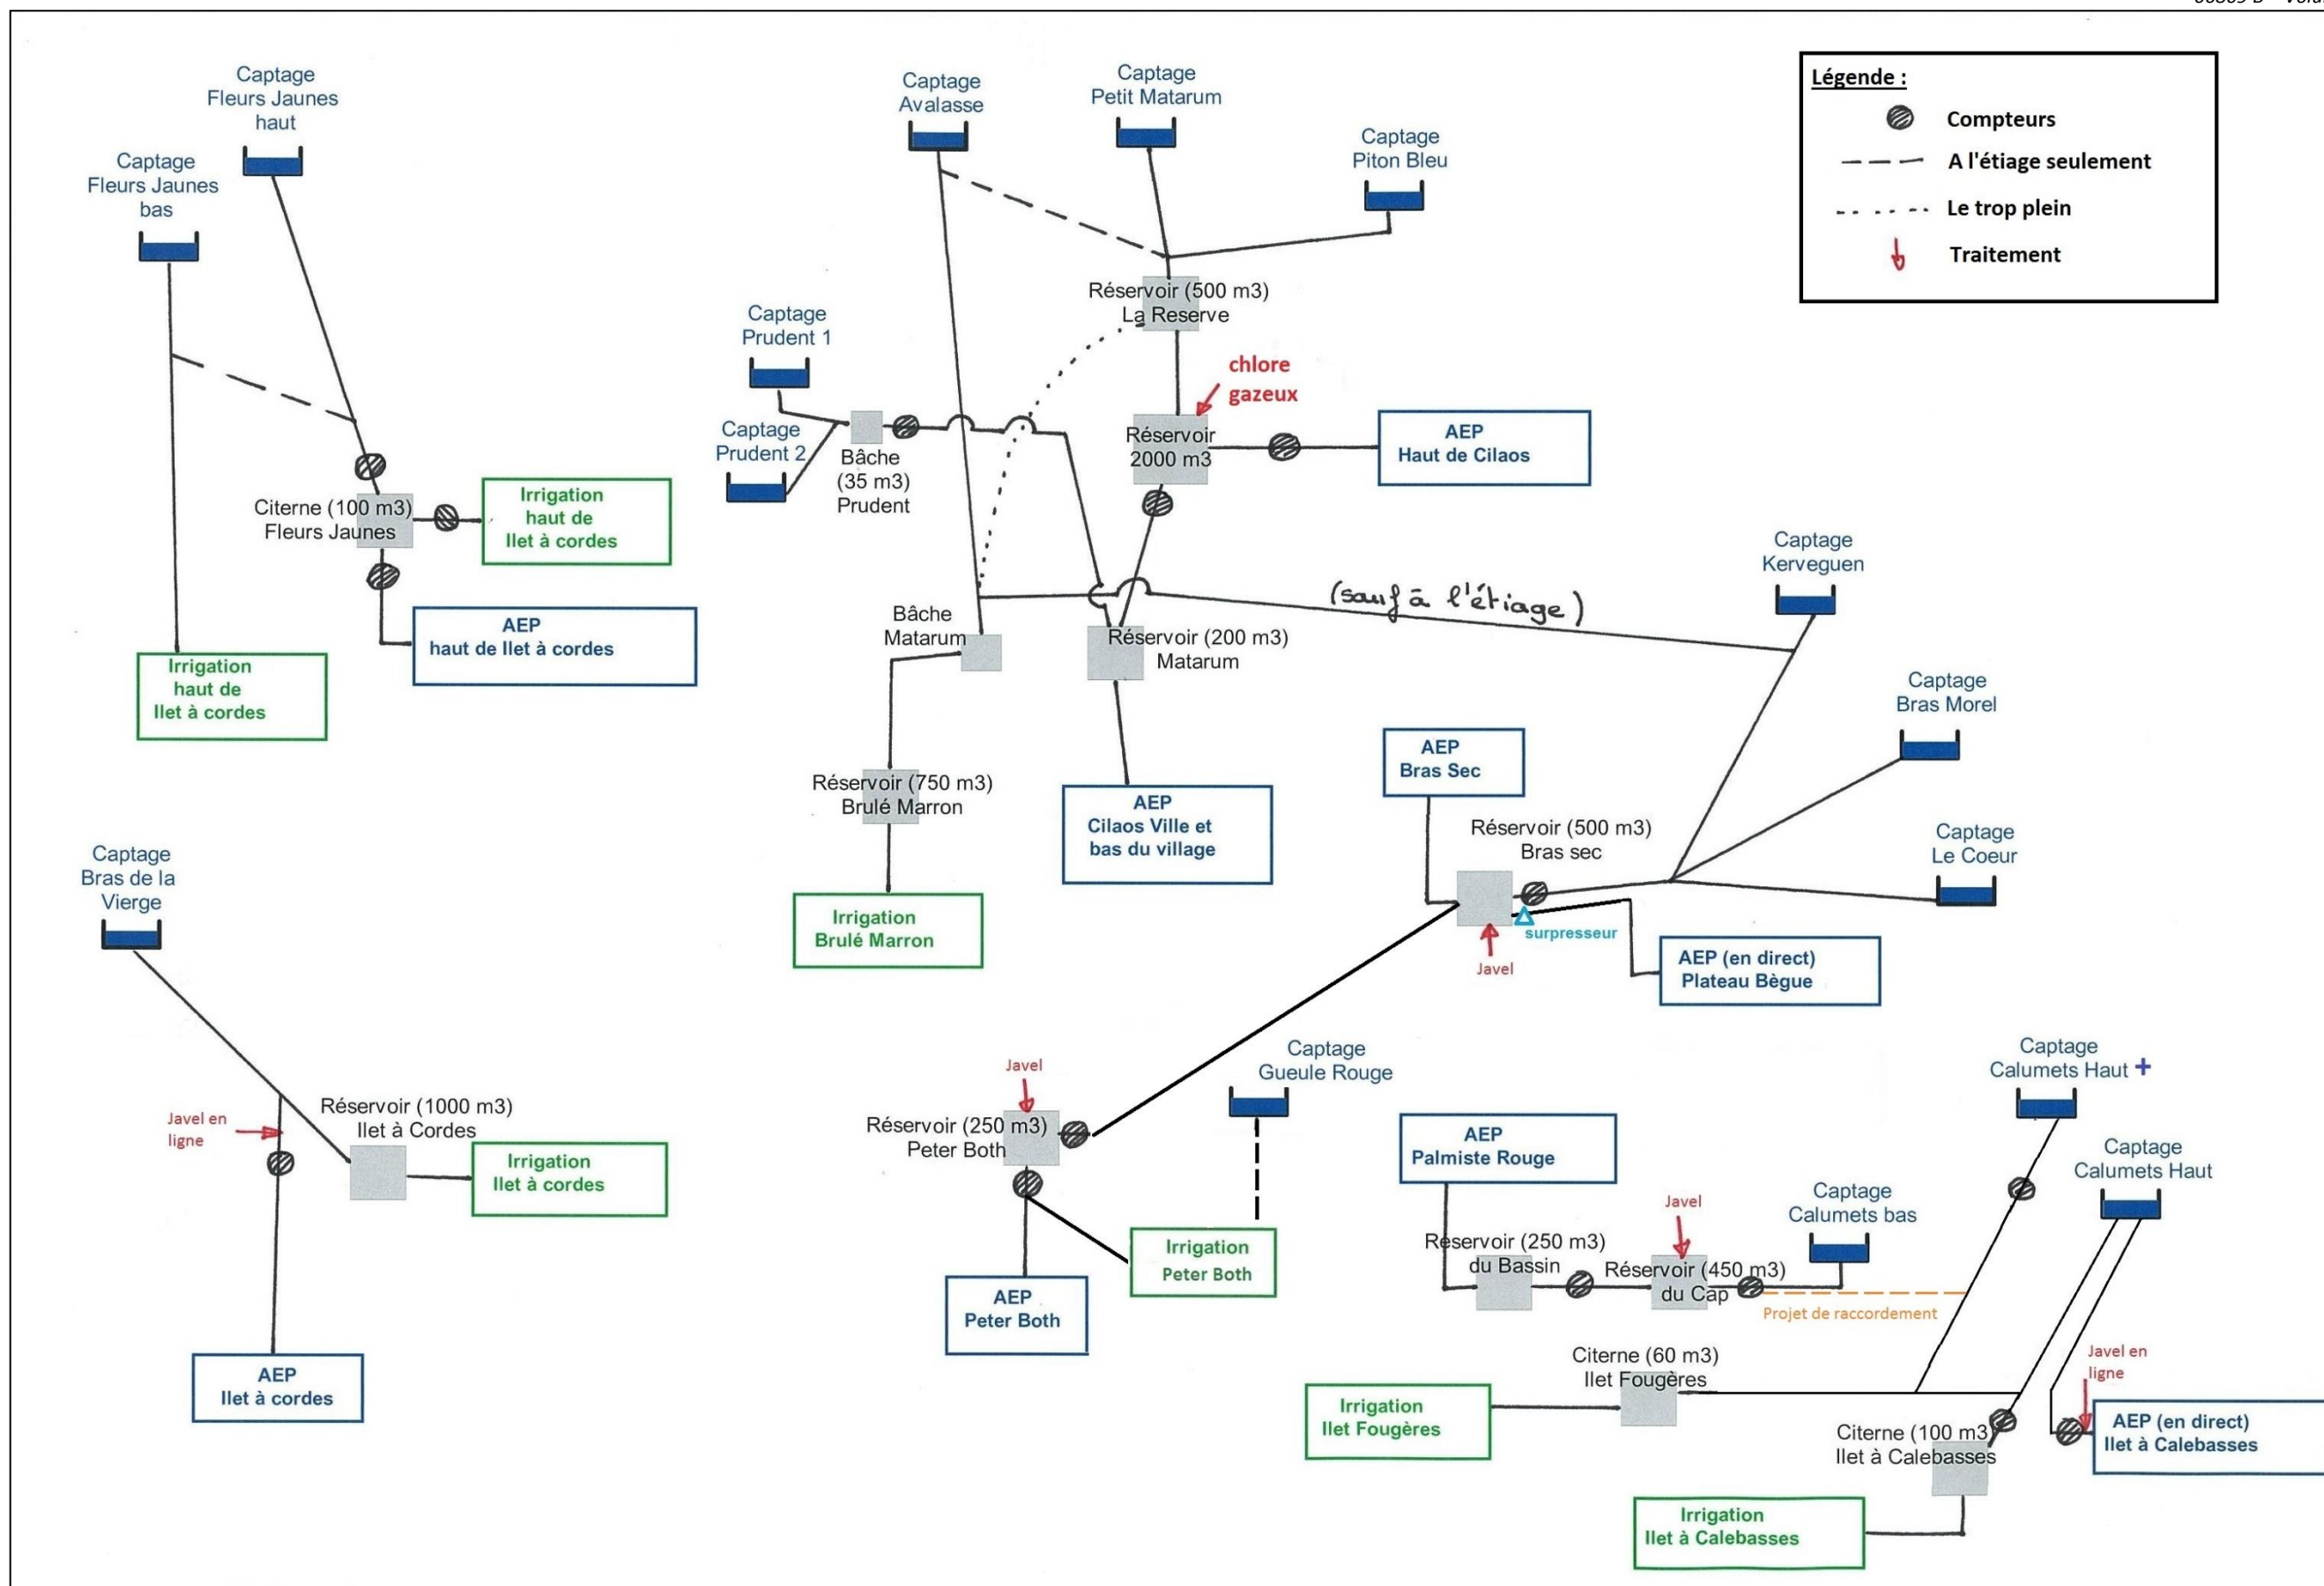 Légende :
Compteurs
A l'étiage seulement
Le trop plein
Traitement
Captage
Fleurs Jaunes
haut
Captage
Fleurs Jaunes
bas
Citerne (100 m3)
Fleurs Jaunes
Irrigation
haut de
Ilet à cordes
AEP
haut de Ilet à cordes
Irrigation
haut de
Ilet à cordes
Captage
Avalasse
Captage
Petit Matarum
Captage
Piton Bleu
Réservoir (500 m3)
La Reserve
Captage
Prudent 1
Captage
Prudent 2
Bâche
(35 m3)
Prudent
chlore
gazeux
Réservoir
2000 m3
AEP
Haut de Cilaos
(sauf à l'étiage)
Captage
Kerveguen
Bâche
Matarum
Réservoir (200 m3)
Matarum
Captage
Bras Morel
Réservoir (750 m3)
Brulé Marron
AEP
Cilaos Ville et
bas du village
Irrigation
Brulé Marron
AEP
Bras Sec
Réservoir (500 m3)
Bras sec
Captage
Le Coeur
surpresseur
Javel
AEP (en direct)
Plateau Bègue
Captage
Bras de la
Vierge
Javel en
ligne
Réservoir (1000 m3)
Ilet à Cordes
Irrigation
Ilet à cordes
AEP
Ilet à cordes
Javel
Réservoir (250 m3)
Peter Both
Captage
Gueule Rouge
Irrigation
Peter Both
AEP
Peter Both
AEP
Palmiste Rouge
Réservoir (250 m3)
du Bassin
Javel
Réservoir (450 m3)
du Cap
Captage
Calumets bas
Projet de raccordement
Captage
Calumets Haut +
Captage
Calumets Haut
Citerne (60 m3)
Ilet Fougères
Irrigation
Ilet Fougères
Javel en
ligne
Citerne (100 m3)
Ilet à Calebasses
AEP (en direct)
Ilet à Calebasses
Irrigation
Ilet à Calebasses